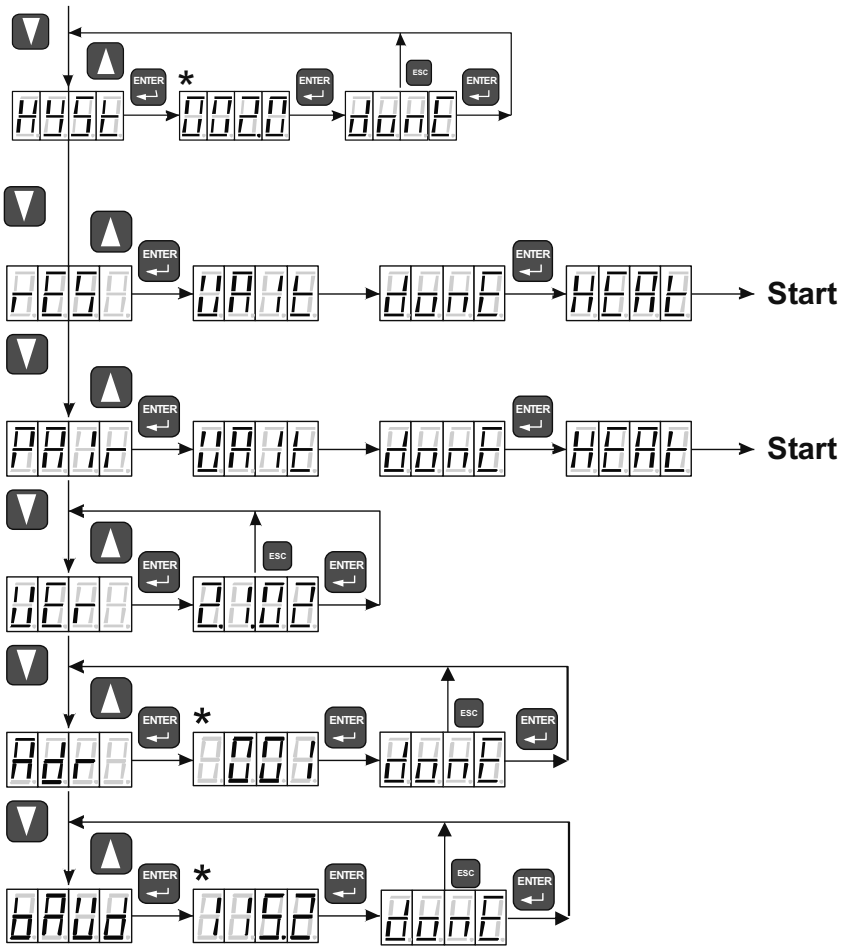 ENTER * ENTER ESC ENTER
HYSt 002.0 donE
ENTER ENTER
rES UAIt donE HEAt Start
ENTER ENTER
PAIr UAIt donE HEAt Start
ENTER ESC ENTER
UEr 2.1.02
ENTER * ENTER ESC ENTER
Adr 001 donE
ENTER * ENTER ESC ENTER
bAUd 115.2 donE